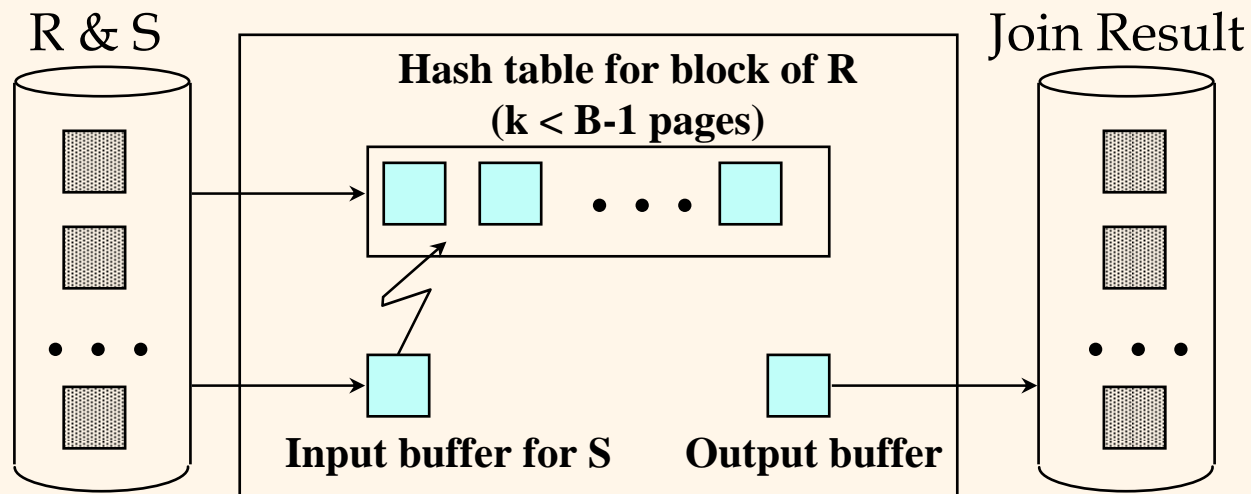 R & S
Join Result
Hash table for block of R
(k < B-1 pages)
• • •
• • •
• • •
Input buffer for S
Output buffer